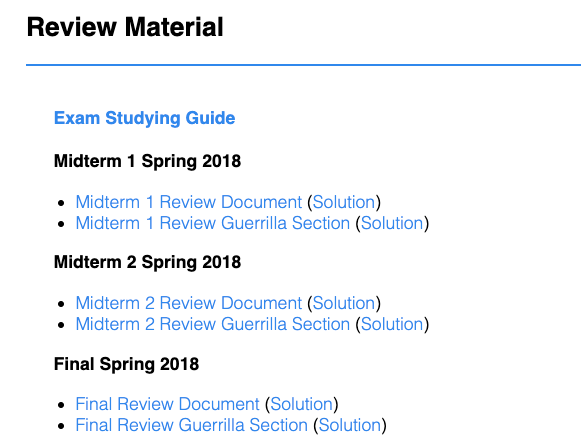 Review Material
Exam Studying Guide
Midterm 1 Spring 2018
• Midterm 1 Review Document (Solution)
• Midterm 1 Review Guerrilla Section (Solution)
Midterm 2 Spring 2018
• Midterm 2 Review Document (Solution)
• Midterm 2 Review Guerrilla Section (Solution)
Final Spring 2018
• Final Review Document (Solution)
• Final Review Guerrilla Section (Solution)